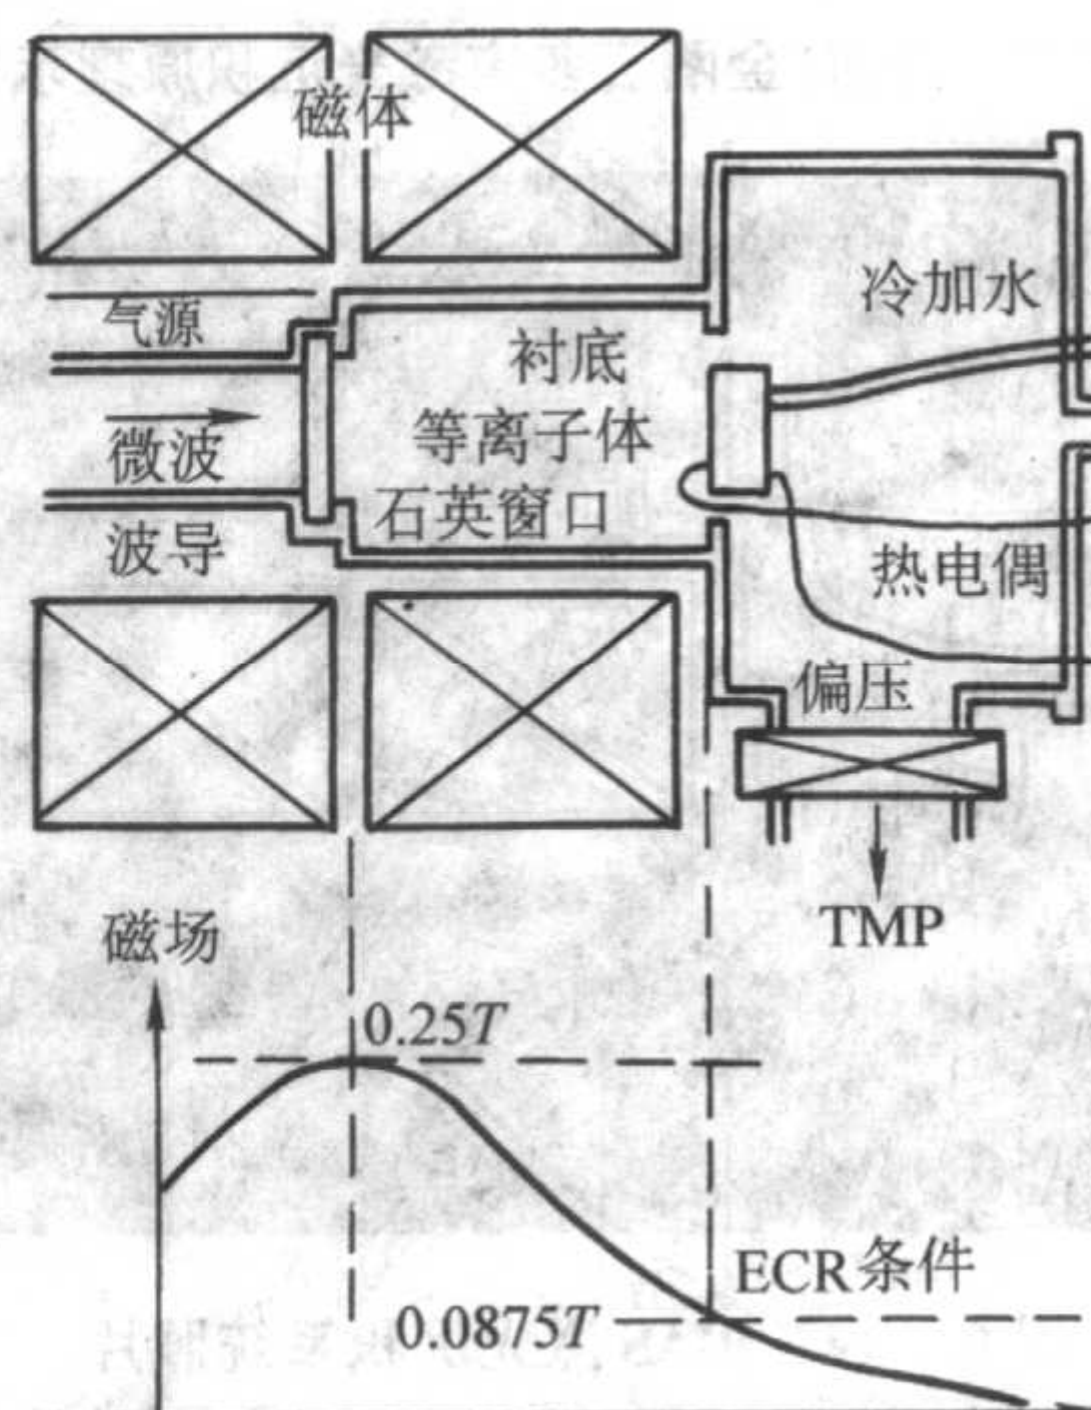 磁体
冷加水
气源
衬底
等离子体
微波
石英窗口
波导
热电偶
偏压
TMP
磁场
0.25T
ECR条件
0.0875T